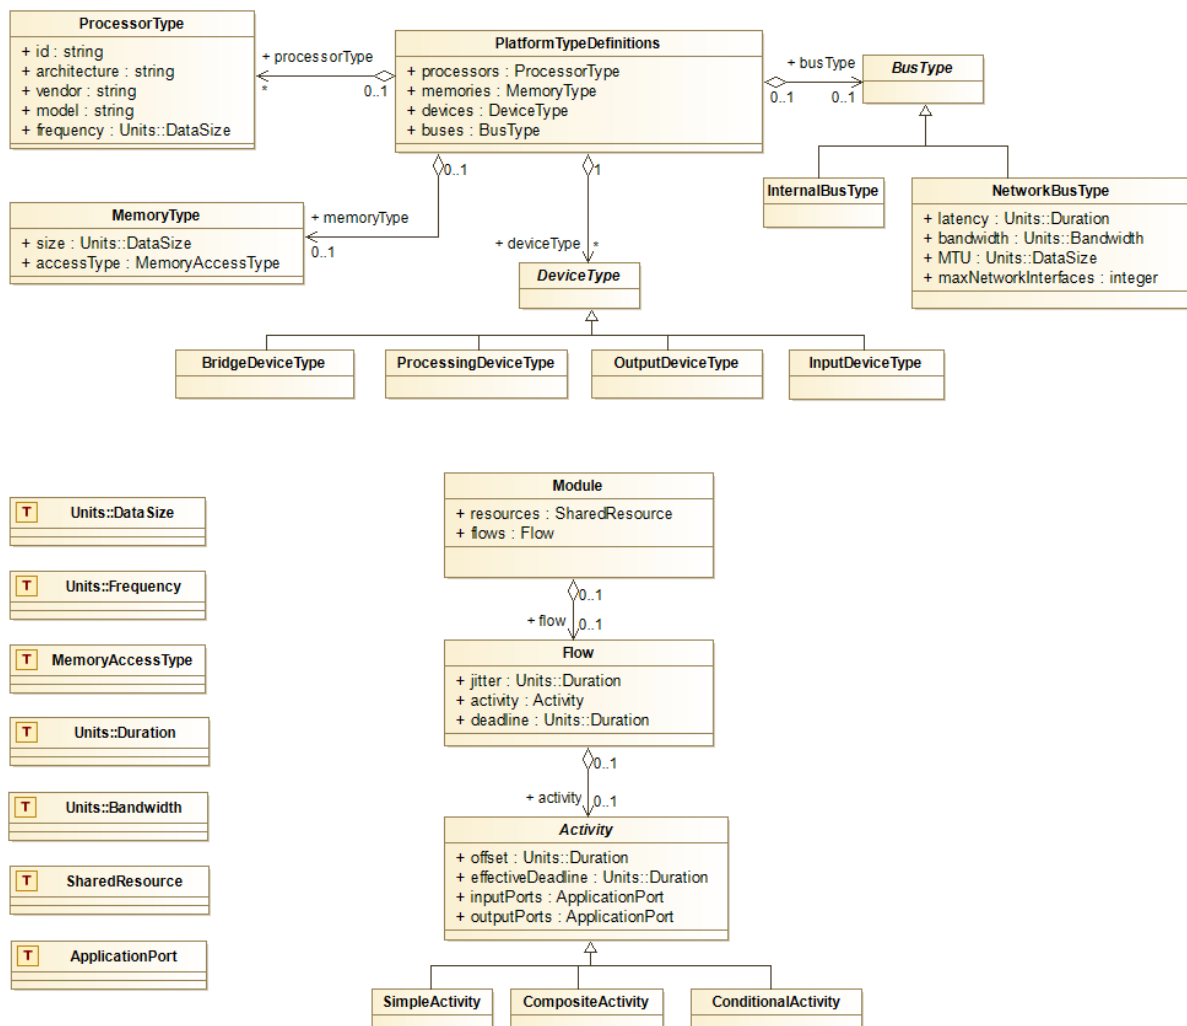 ProcessorType
+ id : string
+ architecture : string
+ vendor : string
+ model : string
+ frequency : Units::DataSize
+ processorType
*
0..1
PlatformTypeDefinitions
+ processors : ProcessorType
+ memories : MemoryType
+ devices : DeviceType
+ buses : BusType
+ busType
0..1
0..1
BusType
0..1
1
InternalBusType
NetworkBusType
+ latency : Units::Duration
+ bandwidth : Units::Bandwidth
+ MTU : Units::DataSize
+ maxNetworkInterfaces : integer
MemoryType
+ size : Units::DataSize
+ accessType : MemoryAccessType
+ memoryType
0..1
+ deviceType
*
DeviceType
BridgeDeviceType
ProcessingDeviceType
OutputDeviceType
InputDeviceType
T Units::DataSize
T Units::Frequency
T MemoryAccessType
T Units::Duration
T Units::Bandwidth
T SharedResource
T ApplicationPort
Module
+ resources : SharedResource
+ flows : Flow
0..1
+ flow
0..1
Flow
+ jitter : Units::Duration
+ activity : Activity
+ deadline : Units::Duration
0..1
+ activity
0..1
Activity
+ offset : Units::Duration
+ effectiveDeadline : Units::Duration
+ inputPorts : ApplicationPort
+ outputPorts : ApplicationPort
SimpleActivity
CompositeActivity
ConditionalActivity